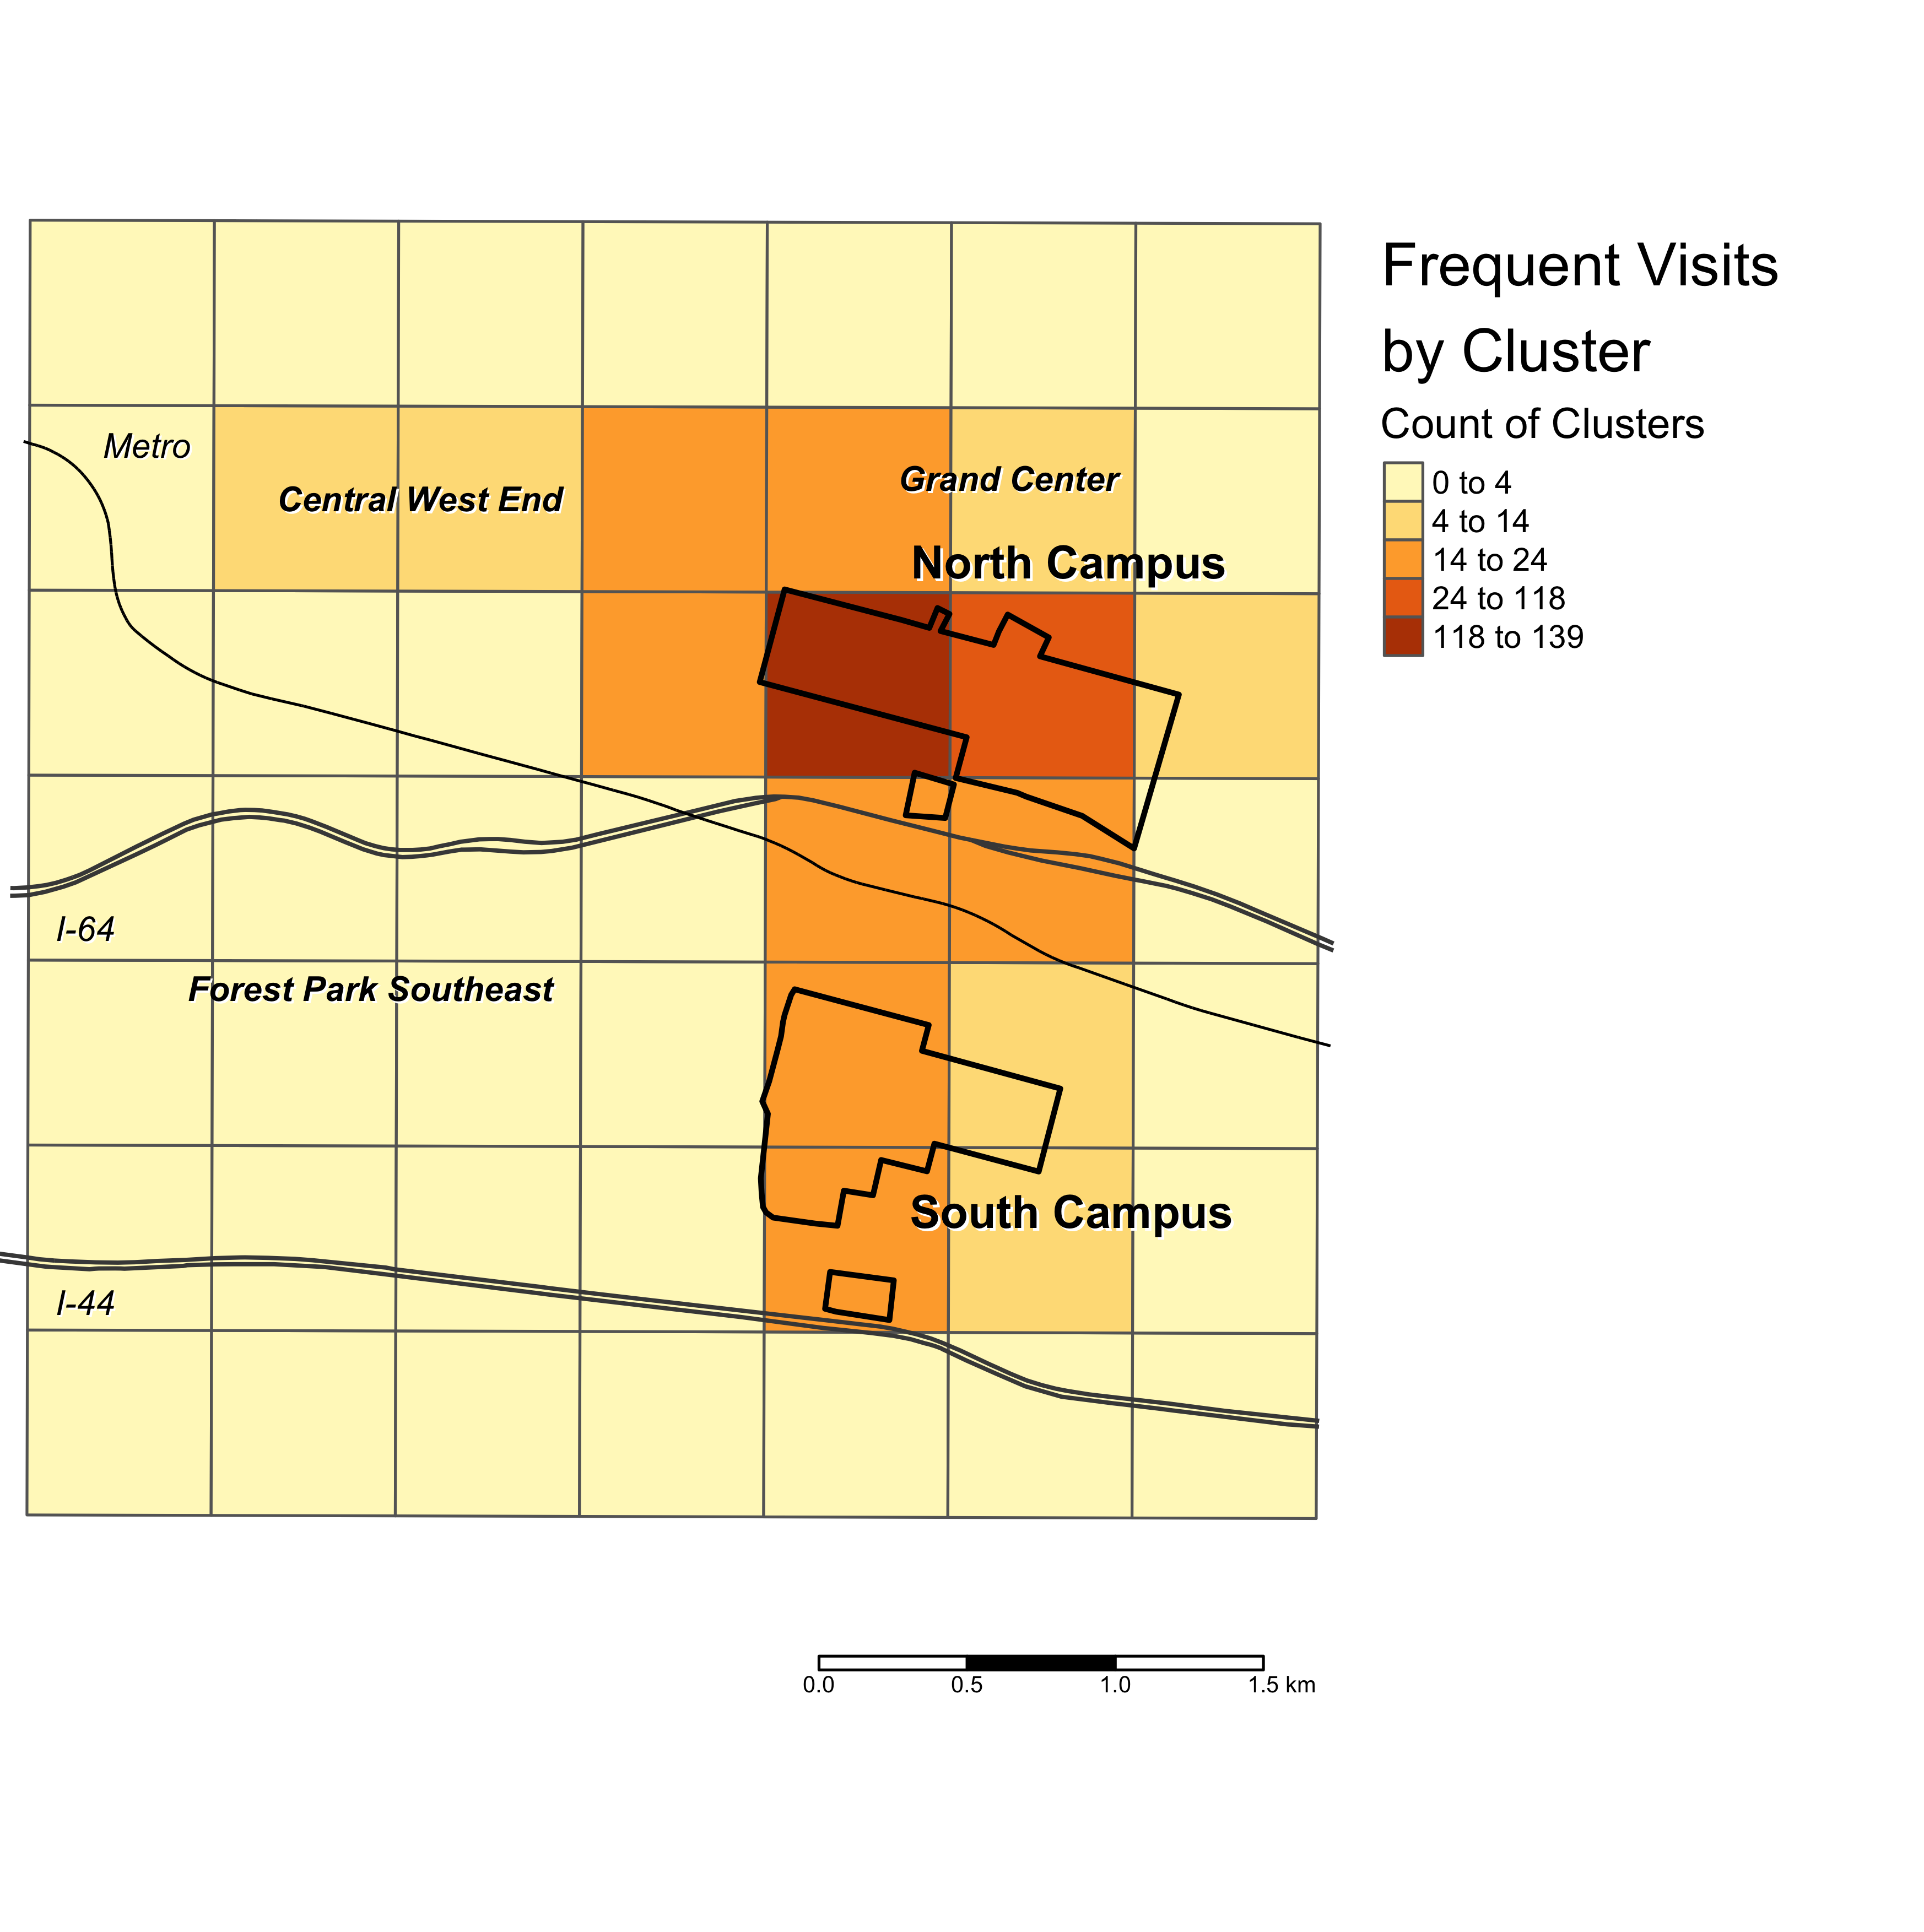 Frequent Visits
by Cluster
Count of Clusters
0 to 4
4 to 14
14 to 24
24 to 118
118 to 139
Metro
Central West End
Grand Center
North Campus
I-64
Forest Park Southeast
South Campus
I-44
0.0 0.5 1.0 1.5 km